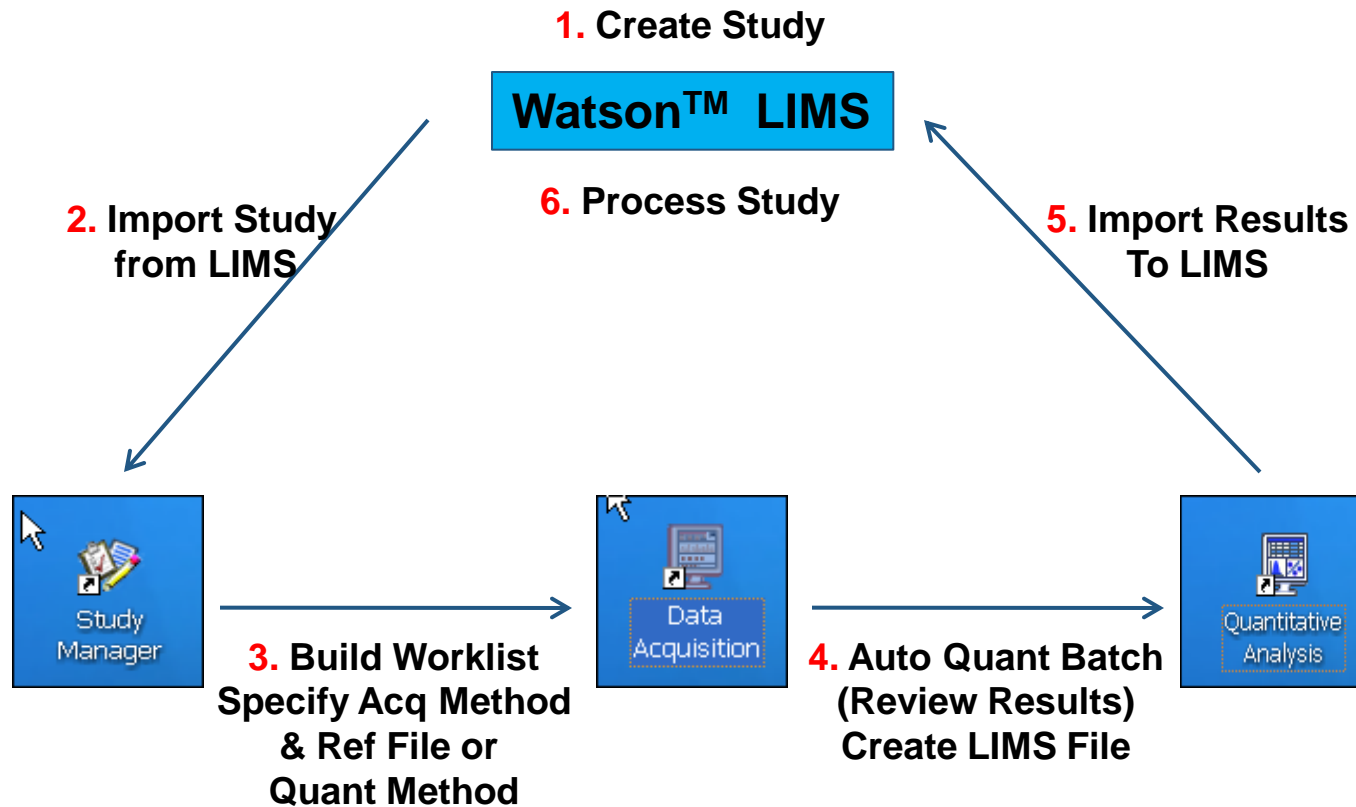 1. Create Study
Watson™ LIMS
6. Process Study
2. Import Study
from LIMS
5. Import Results
To LIMS
Study
Manager
3. Build Worklist
Specify Acq Method
& Ref File or
Quant Method
Data
Acquisition
4. Auto Quant Batch
(Review Results)
Create LIMS File
Quantitative
Analysis